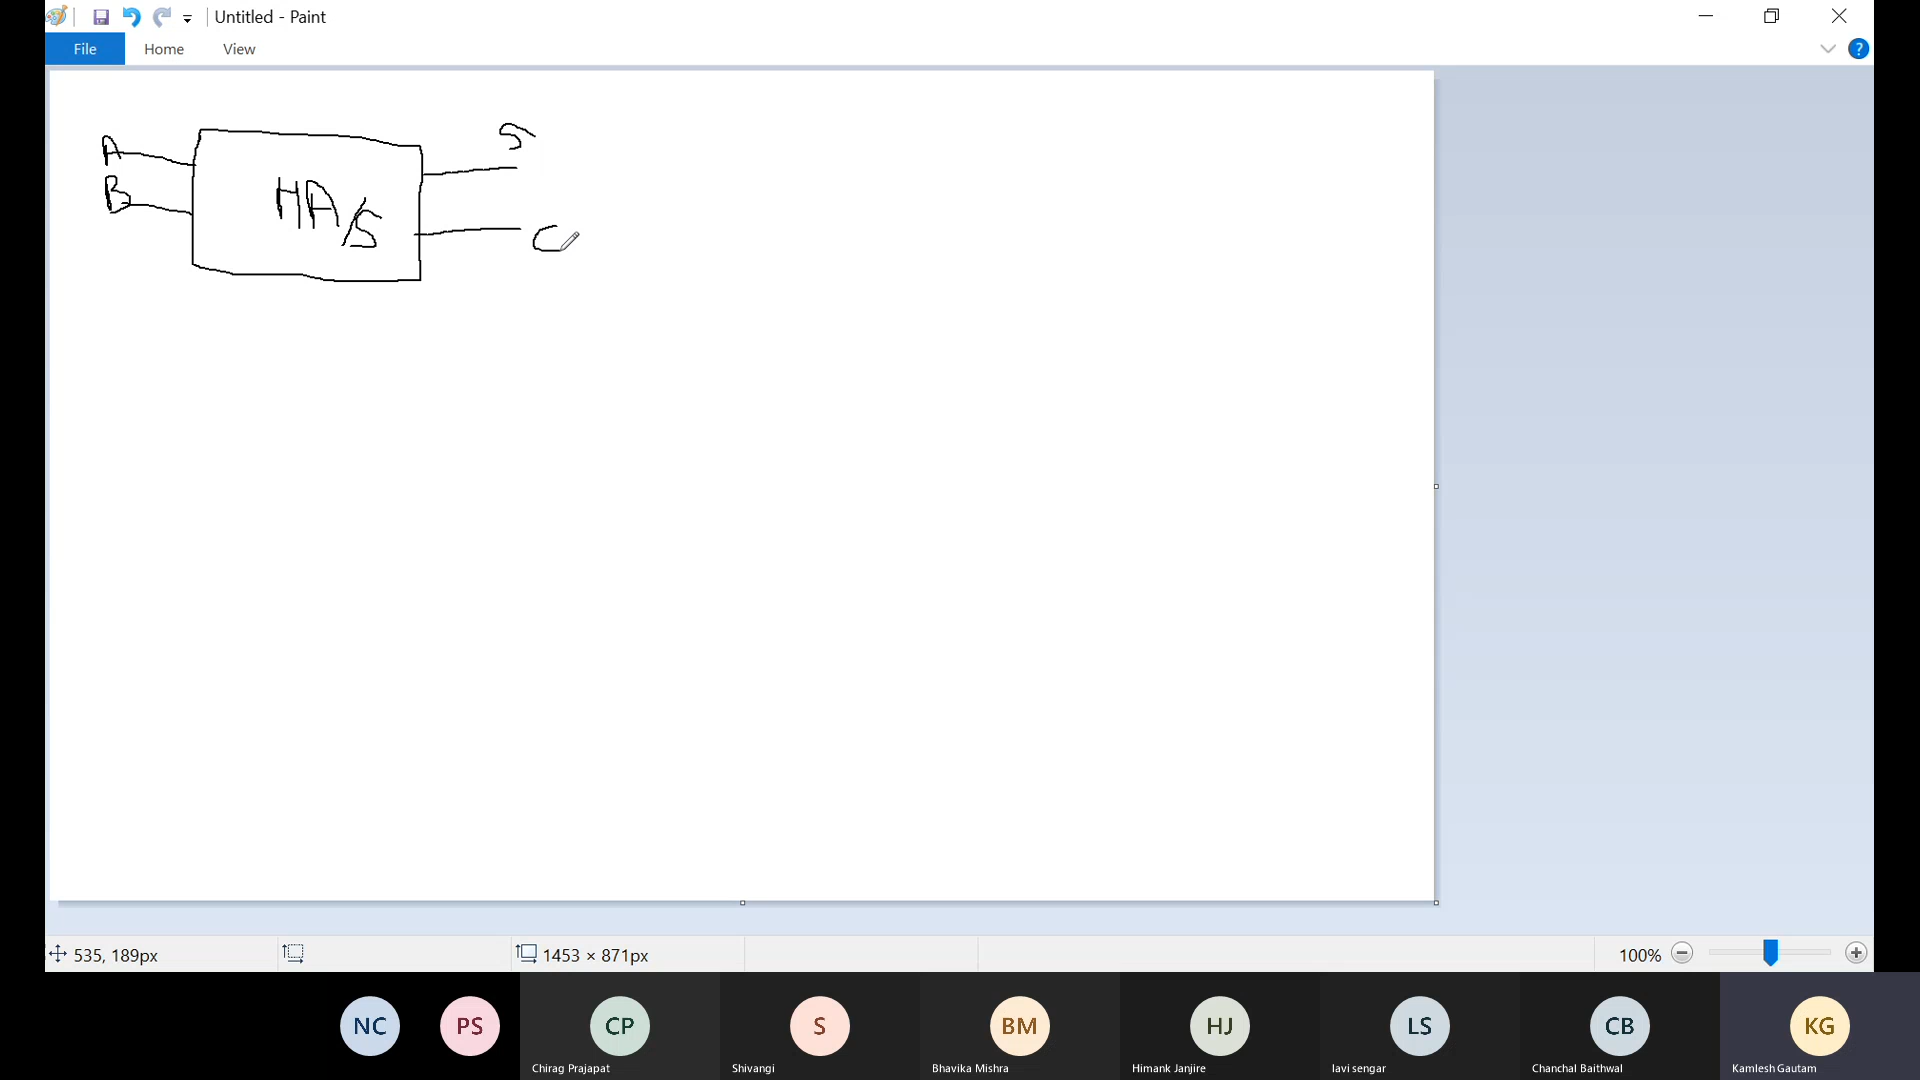 Untitled - Paint
File Home View
A
B
HA/S
S
C
535, 189px
1453 × 871px
100%
NC
PS
CP
S
BM
HJ
LS
CB
KG
Chirag Prajapat
Shivangi
Bhavika Mishra
Himank Janjire
lavi sengar
Chanchal Baithwal
Kamlesh Gautam